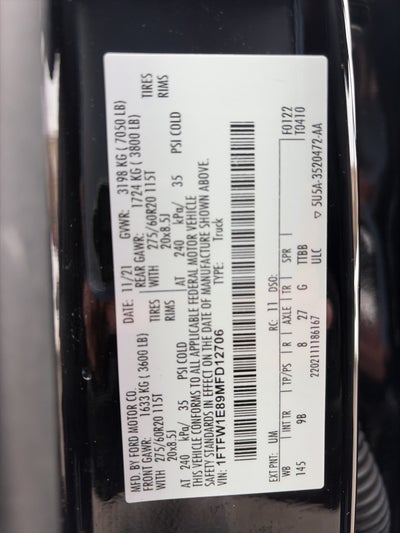 MFD. BY FORD MOTOR CO.
11/21 GVWR: 3198 KG ( 7050 LB)
FRONT GAWR: 1633 KG ( 3600 LB) REAR GAWR: 1724 KG ( 3800 LB)
WITH 275/60R20 115T TIRES WITH 275/60R20 115T TIRES
20x8.5J RIMS 20x8.5J RIMS
AT 240 kPa/ 35 PSI COLD AT 240 kPa/ 35 PSI COLD
THIS VEHICLE CONFORMS TO ALL APPLICABLE FEDERAL MOTOR VEHICLE
SAFETY STANDARDS IN EFFECT ON THE DATE OF MANUFACTURE SHOWN ABOVE.
VIN: 1FTFW1E89MFD12706 TYPE: Truck
F0122
T0410
EXT PNT: UM RC: 11 DSO:
WB INT TR TP/PS R AXLE TR SPR
145 9B 8 27 G TTBB
2202111186167 ULC
▽ 5U5A-3520472-AA